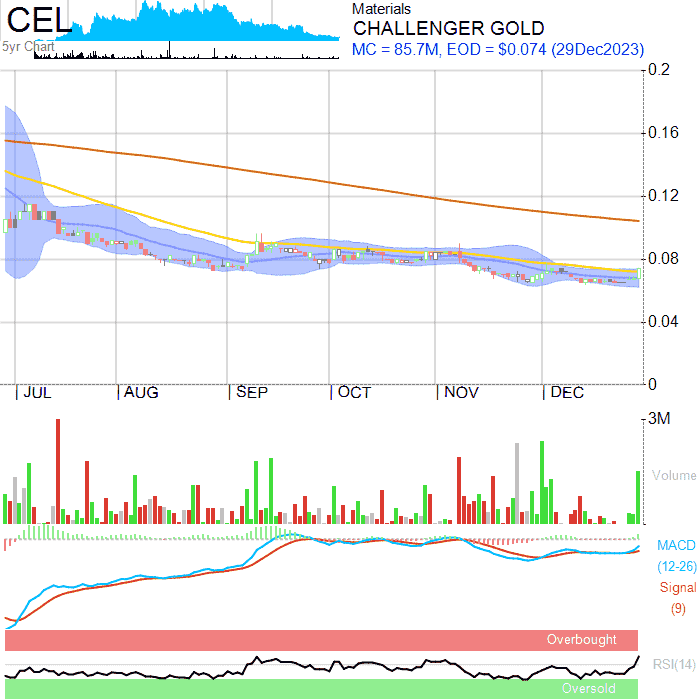 CEL
5yr Chart
Materials
CHALLENGER GOLD
MC = 85.7M, EOD = $0.074 (29Dec2023)
0.2
0.16
0.12
0.08
0.04
0
JUL AUG SEP OCT NOV DEC
3M
Volume
MACD
(12-26)
Signal
(9)
Overbought
RSI(14)
Oversold